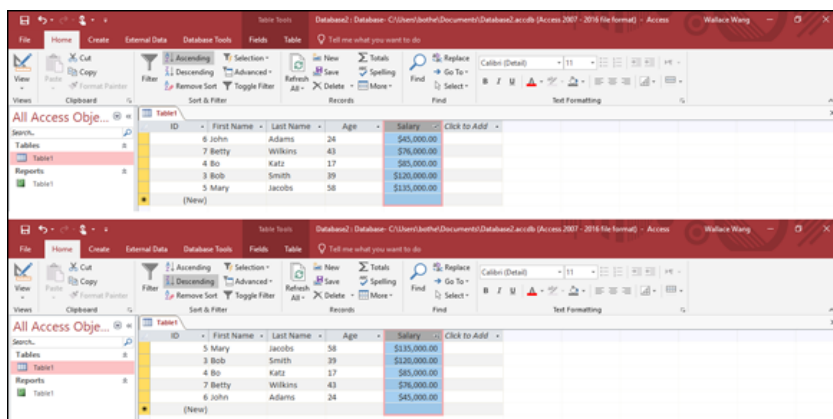 Table Tools Database2 : Database- C:\Users\bothe\Documents\Database2.accdb (Access 2007 - 2016 file format) - Access Wallace Wang
File Home Create External Data Database Tools Fields Table Tell me what you want to do
View Paste Cut Copy Format Painter Filter Ascending Descending Remove Sort Selection Advanced Toggle Filter Refresh All New Save Delete Totals Spelling More Find Replace Go To Select Calibri (Detail) 11 B I U A
Views Clipboard Sort & Filter Records Find Text Formatting
All Access Obje... Table1
Search... ID First Name Last Name Age Salary Click to Add
Tables 6 John Adams 24 $45,000.00
Table1 7 Betty Wilkins 43 $76,000.00
Reports 4 Bo Katz 17 $85,000.00
Table1 3 Bob Smith 39 $120,000.00
5 Mary Jacobs 58 $135,000.00
(New)
Table Tools Database2 : Database- C:\Users\bothe\Documents\Database2.accdb (Access 2007 - 2016 file format) - Access Wallace Wang
File Home Create External Data Database Tools Fields Table Tell me what you want to do
View Paste Cut Copy Format Painter Filter Ascending Descending Remove Sort Selection Advanced Toggle Filter Refresh All New Save Delete Totals Spelling More Find Replace Go To Select Calibri (Detail) 11 B I U A
Views Clipboard Sort & Filter Records Find Text Formatting
All Access Obje... Table1
Search... ID First Name Last Name Age Salary Click to Add
Tables 5 Mary Jacobs 58 $135,000.00
Table1 3 Bob Smith 39 $120,000.00
Reports 4 Bo Katz 17 $85,000.00
Table1 7 Betty Wilkins 43 $76,000.00
6 John Adams 24 $45,000.00
(New)